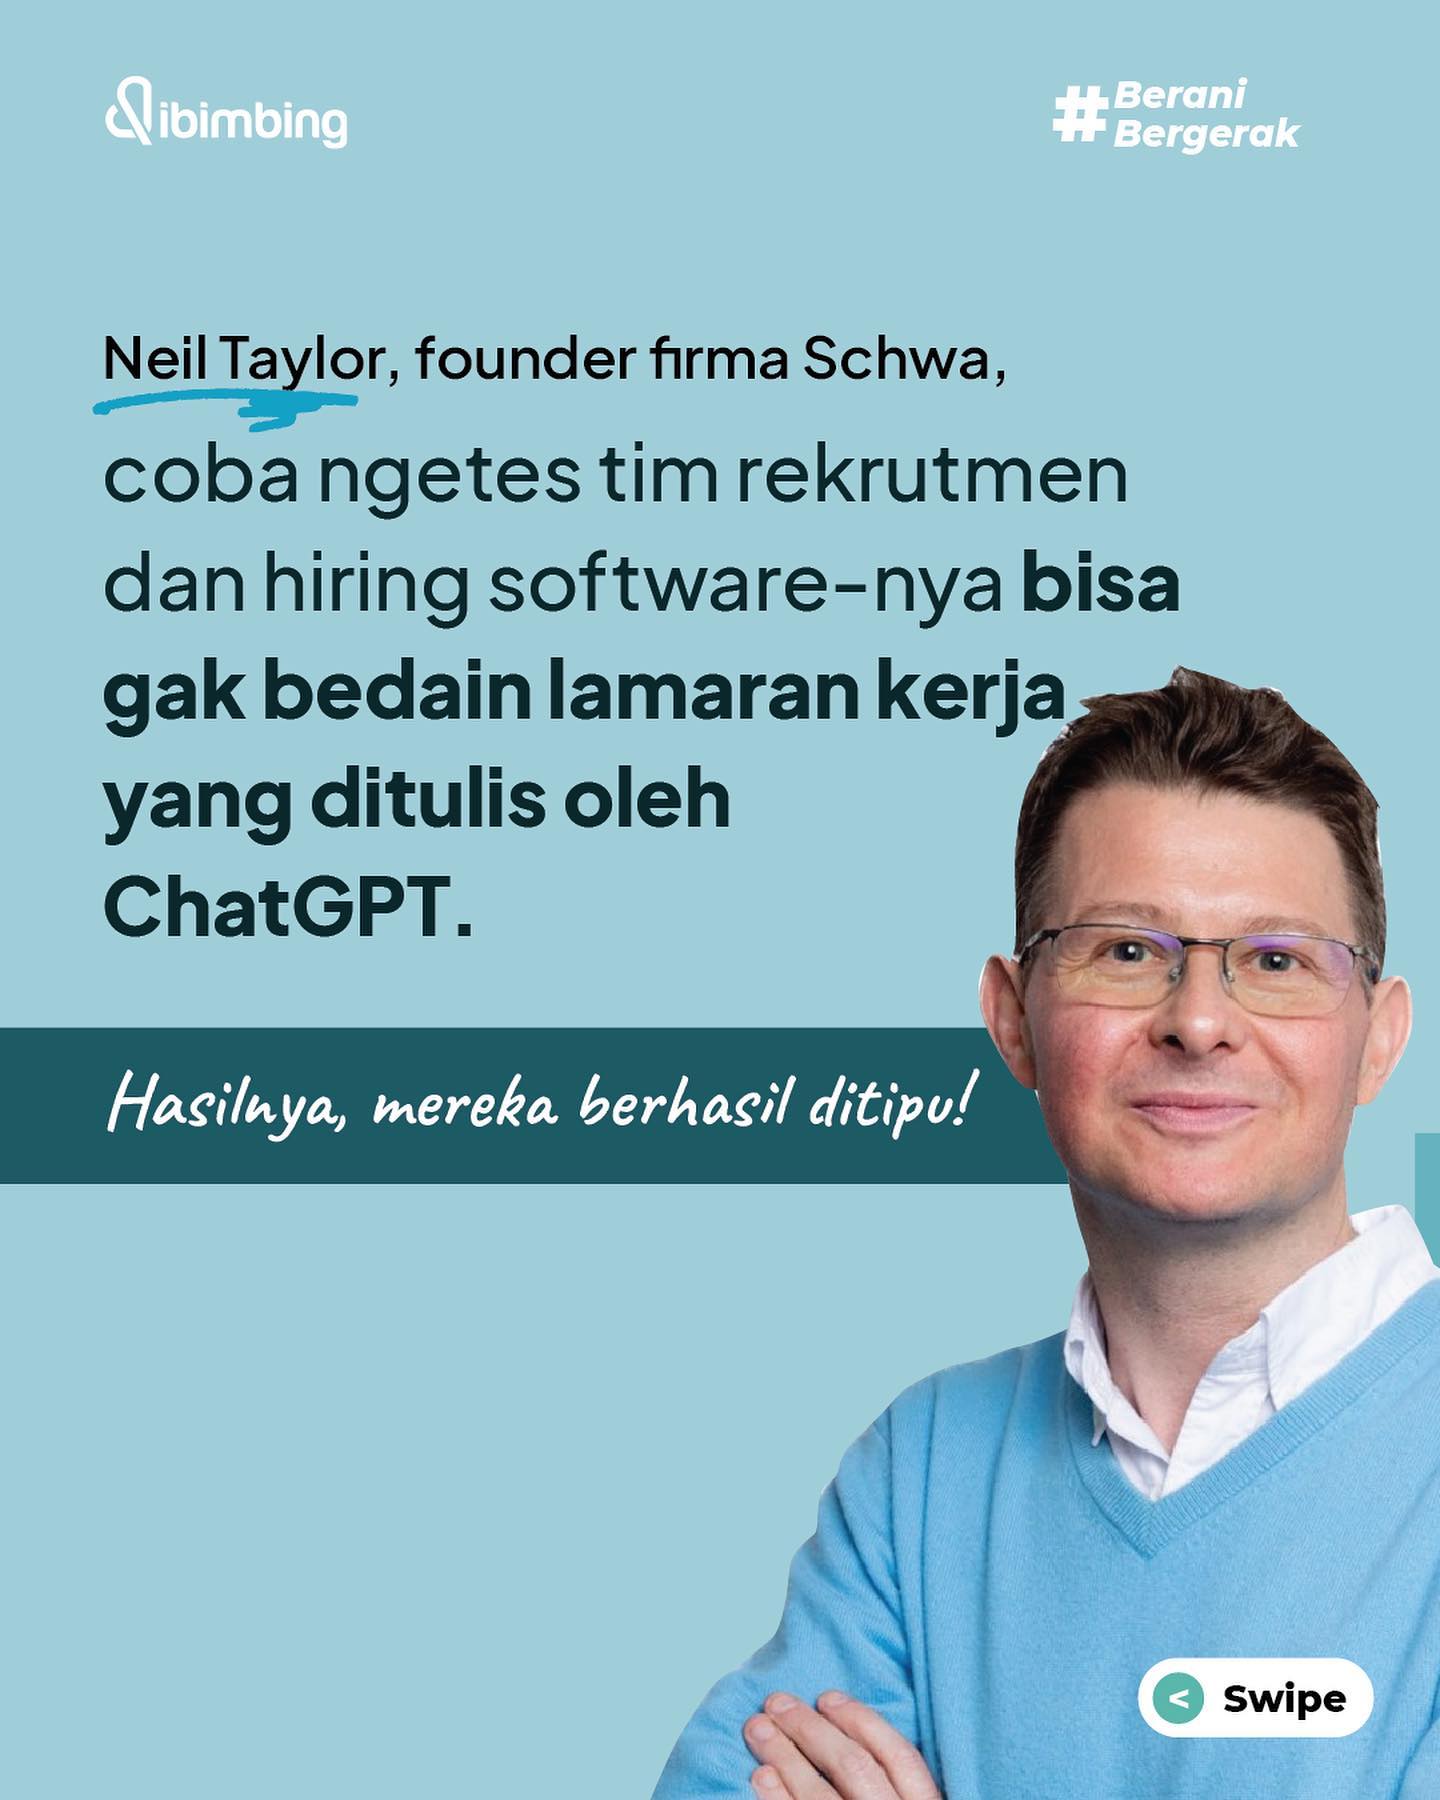 dibimbing
#Berani
Bergerak
Neil Taylor, founder firma Schwa,
coba ngetes tim rekrutmen
dan hiring software-nya bisa
gak bedain lamaran kerja
yang ditulis oleh
ChatGPT.
Hasilnya, mereka berhasil ditipu!
< Swipe